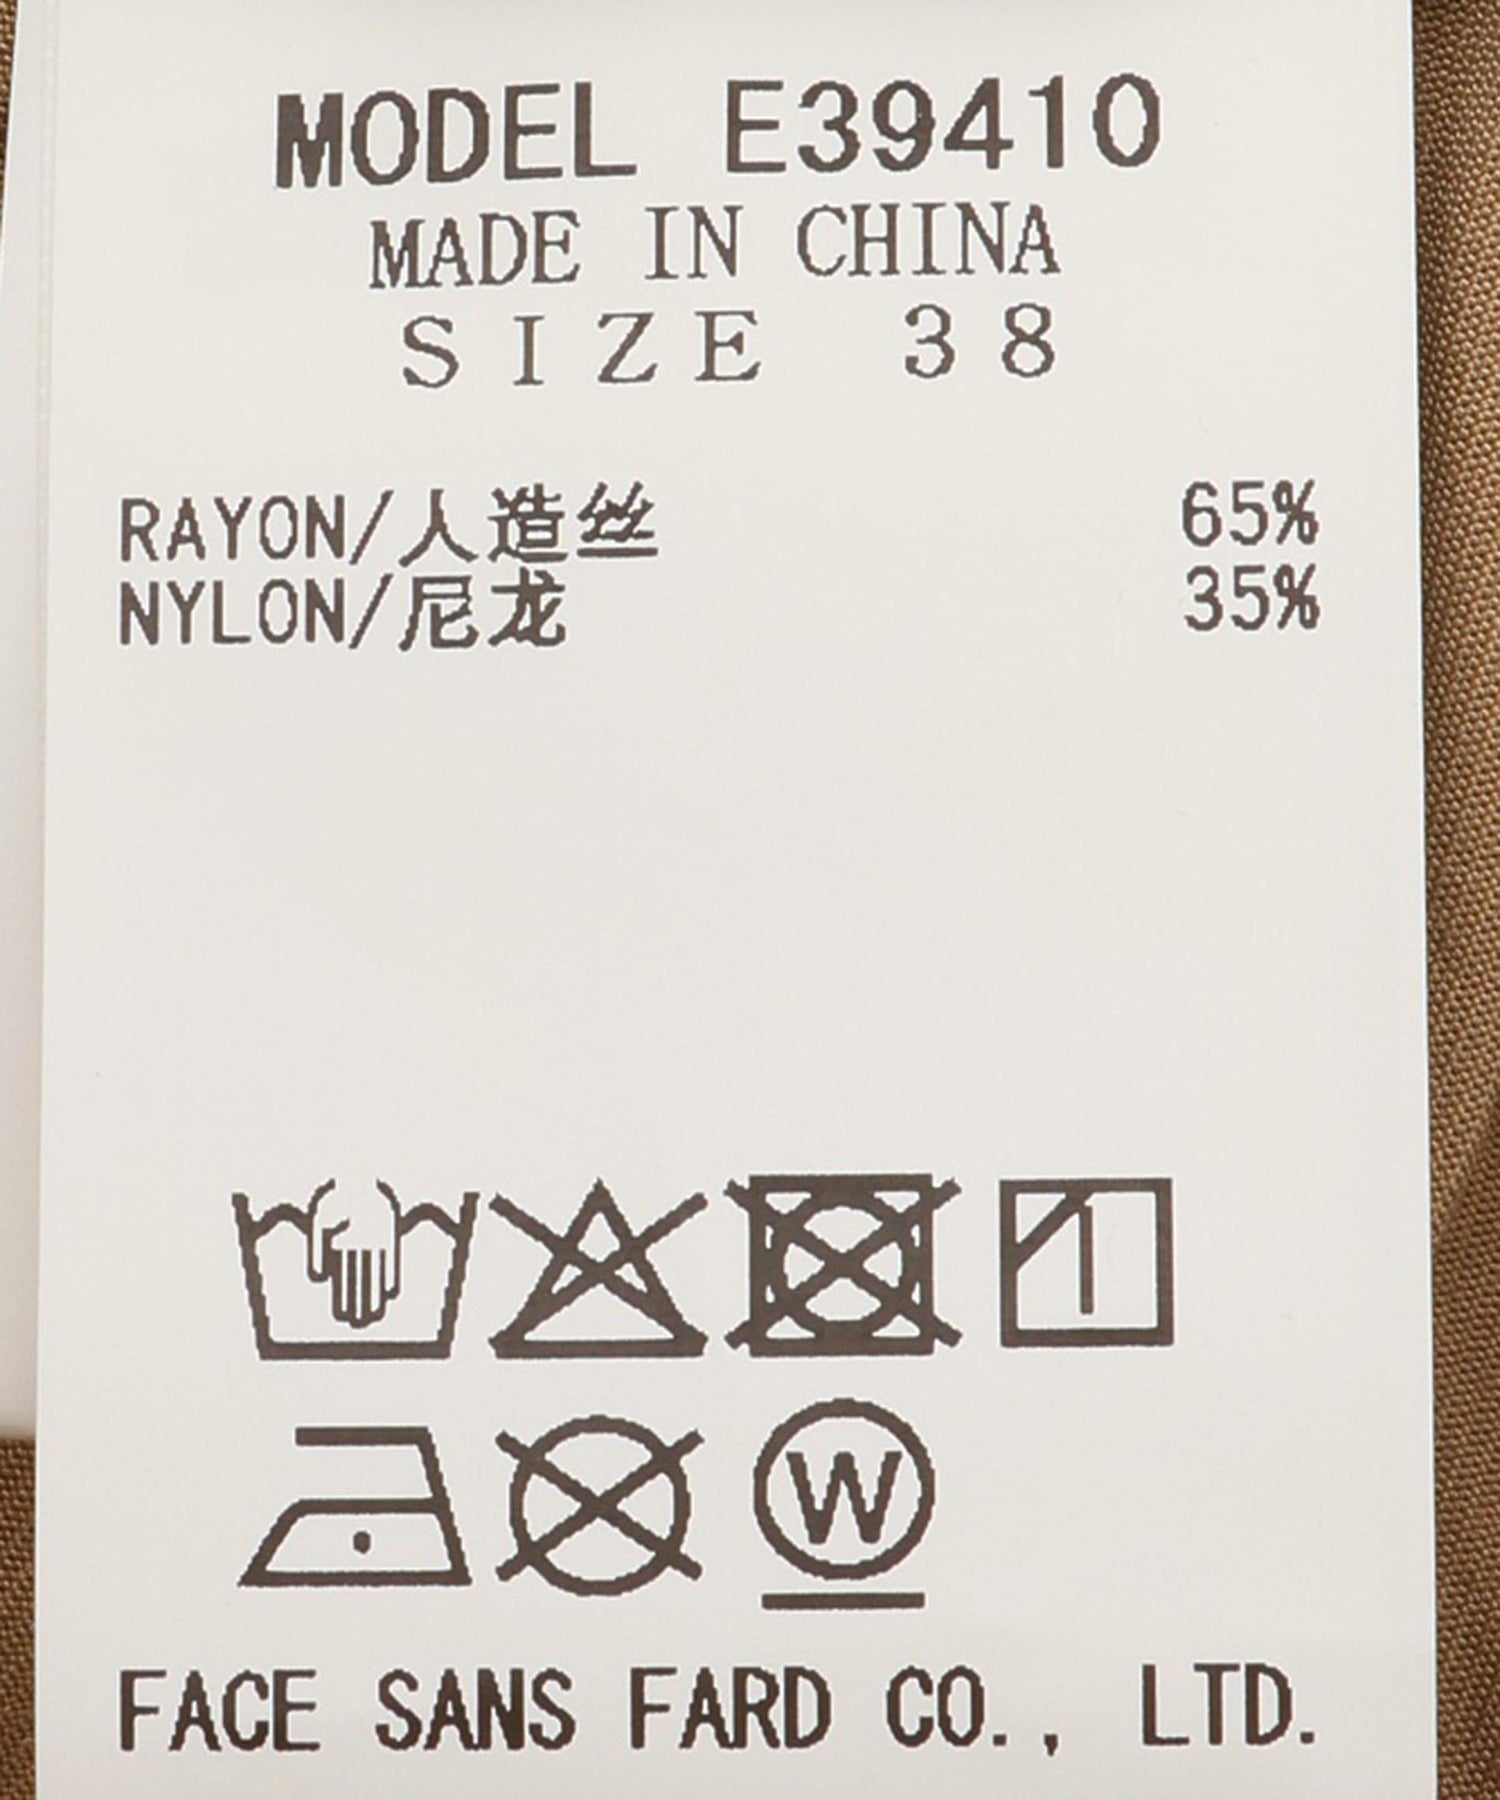 MODEL E39410
MADE IN CHINA
SIZE 38
RAYON/人造丝 65%
NYLON/尼龙 35%
W
FACE SANS FARD CO., LTD.